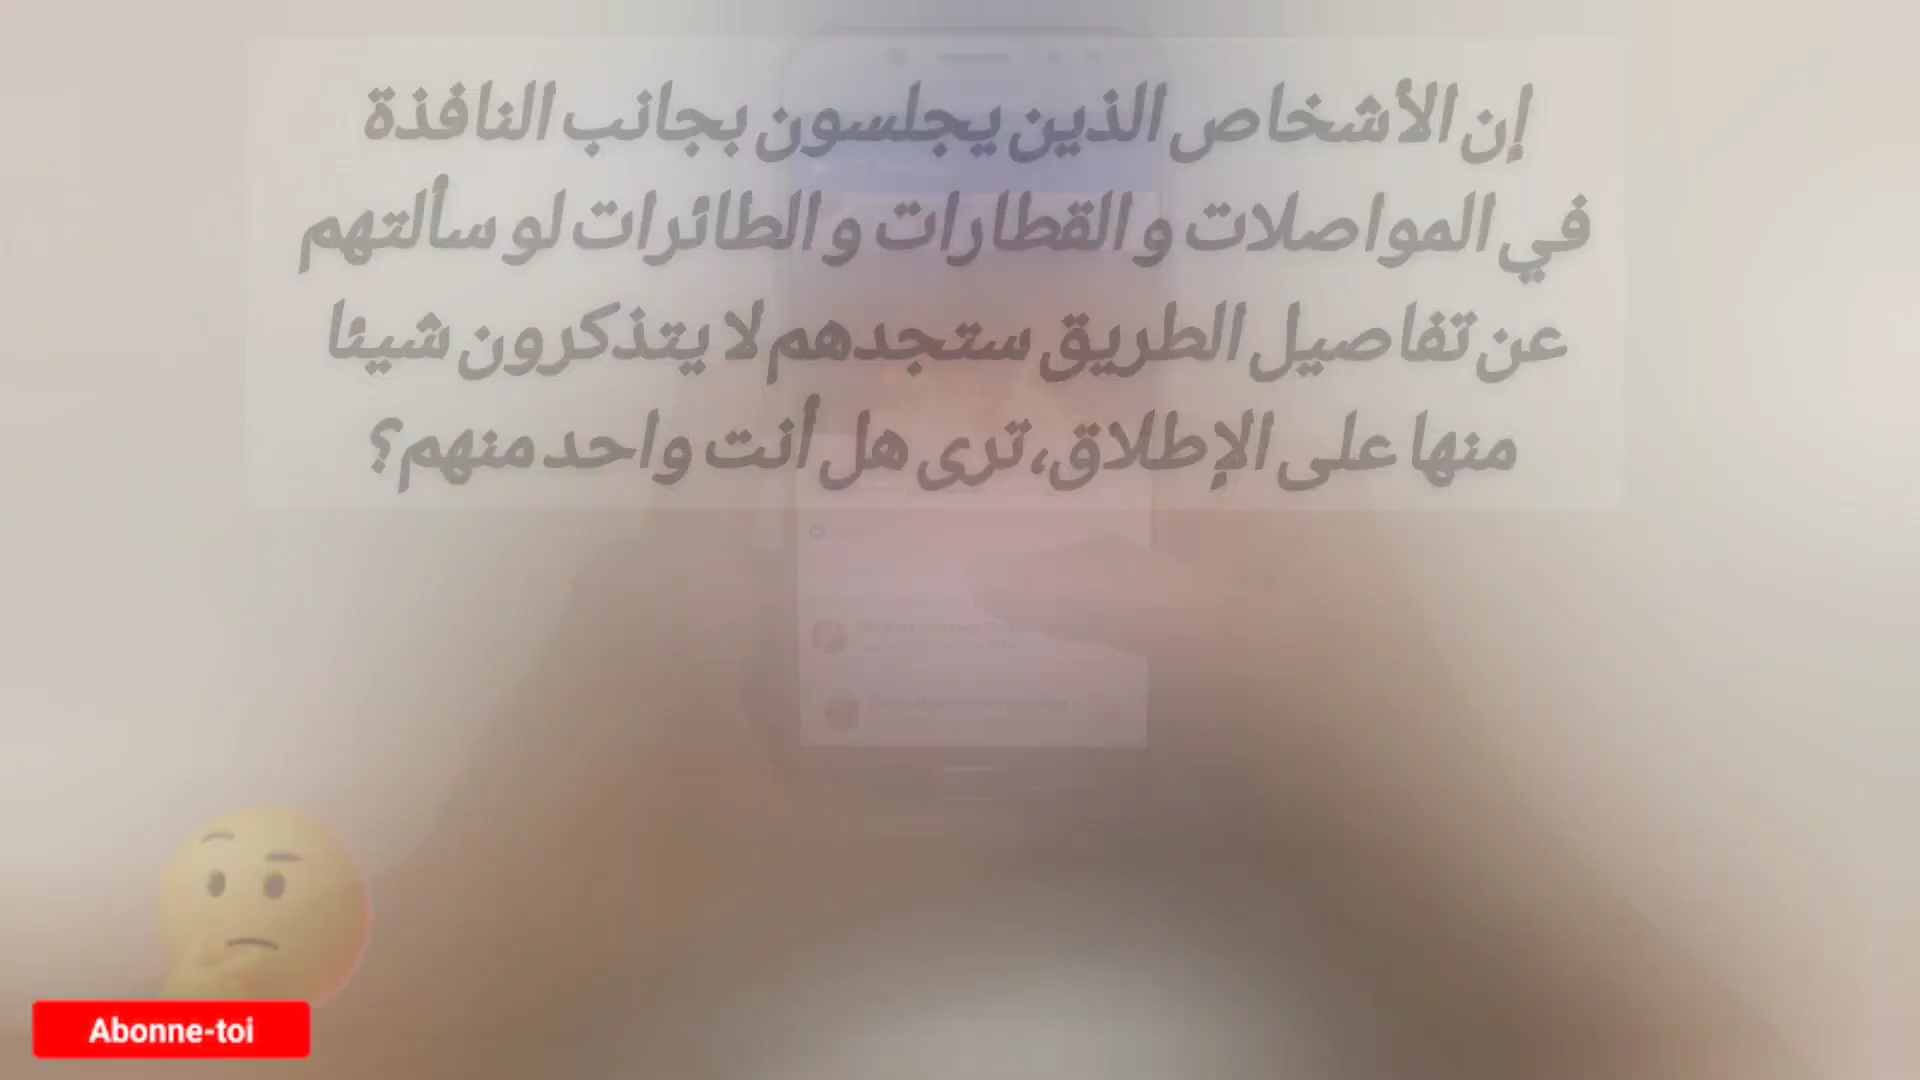 إن الأشخاص الذين يجلسون بجانب النافذة
في المواصلات و القطارات و الطائرات لو سألتهم
عن تفاصيل الطريق ستجدهم لا يتذكرون شيئا
منها على الإطلاق، ترى هل أنت واحد منهم؟
Abonne-toi